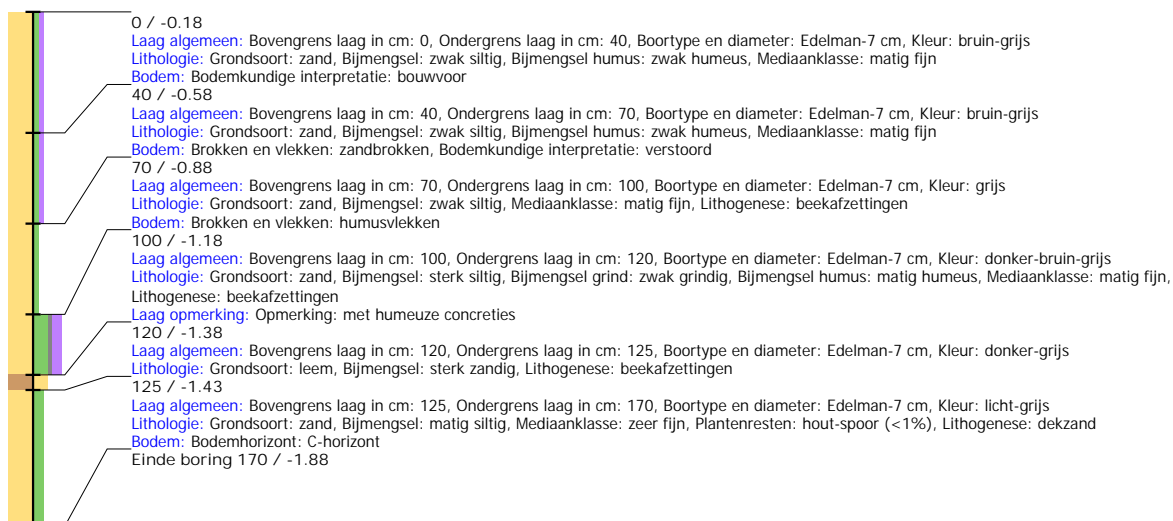 0 / -0.18
Laag algemeen: Bovengrens laag in cm: 0, Ondergrens laag in cm: 40, Boortype en diameter: Edelman-7 cm, Kleur: bruin-grijs
Lithologie: Grondsoort: zand, Bijmengsel: zwak siltig, Bijmengsel humus: zwak humeus, Mediaanklasse: matig fijn
Bodem: Bodemkundige interpretatie: bouwvoor
40 / -0.58
Laag algemeen: Bovengrens laag in cm: 40, Ondergrens laag in cm: 70, Boortype en diameter: Edelman-7 cm, Kleur: bruin-grijs
Lithologie: Grondsoort: zand, Bijmengsel: zwak siltig, Bijmengsel humus: zwak humeus, Mediaanklasse: matig fijn
Bodem: Brokken en vlekken: zandbrokken, Bodemkundige interpretatie: verstoord
70 / -0.88
Laag algemeen: Bovengrens laag in cm: 70, Ondergrens laag in cm: 100, Boortype en diameter: Edelman-7 cm, Kleur: grijs
Lithologie: Grondsoort: zand, Bijmengsel: zwak siltig, Mediaanklasse: matig fijn, Lithogenese: beekafzettingen
Bodem: Brokken en vlekken: humusvlekken
100 / -1.18
Laag algemeen: Bovengrens laag in cm: 100, Ondergrens laag in cm: 120, Boortype en diameter: Edelman-7 cm, Kleur: donker-bruin-grijs
Lithologie: Grondsoort: zand, Bijmengsel: sterk siltig, Bijmengsel grind: zwak grindig, Bijmengsel humus: matig humeus, Mediaanklasse: matig fijn,
Lithogenese: beekafzettingen
Laag opmerking: Opmerking: met humeuze concreties
120 / -1.38
Laag algemeen: Bovengrens laag in cm: 120, Ondergrens laag in cm: 125, Boortype en diameter: Edelman-7 cm, Kleur: donker-grijs
Lithologie: Grondsoort: leem, Bijmengsel: sterk zandig, Lithogenese: beekafzettingen
125 / -1.43
Laag algemeen: Bovengrens laag in cm: 125, Ondergrens laag in cm: 170, Boortype en diameter: Edelman-7 cm, Kleur: licht-grijs
Lithologie: Grondsoort: zand, Bijmengsel: matig siltig, Mediaanklasse: zeer fijn, Plantenresten: hout-spoor (<1%), Lithogenese: dekzand
Bodem: Bodemhorizont: C-horizont
Einde boring 170 / -1.88